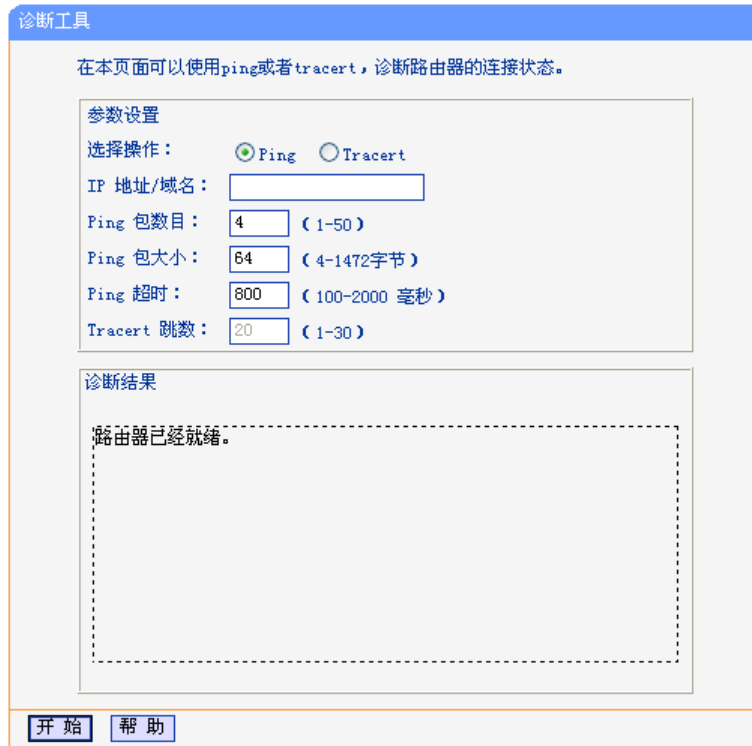 诊断工具
在本页面可以使用ping或者tracert，诊断路由器的连接状态。
参数设置
选择操作： Ping Tracert
IP 地址/域名：
Ping 包数目： 4 （1-50）
Ping 包大小： 64 （4-1472字节）
Ping 超时： 800 （100-2000 毫秒）
Tracert 跳数： 20 （1-30）
诊断结果
路由器已经就绪。
开 始 帮 助